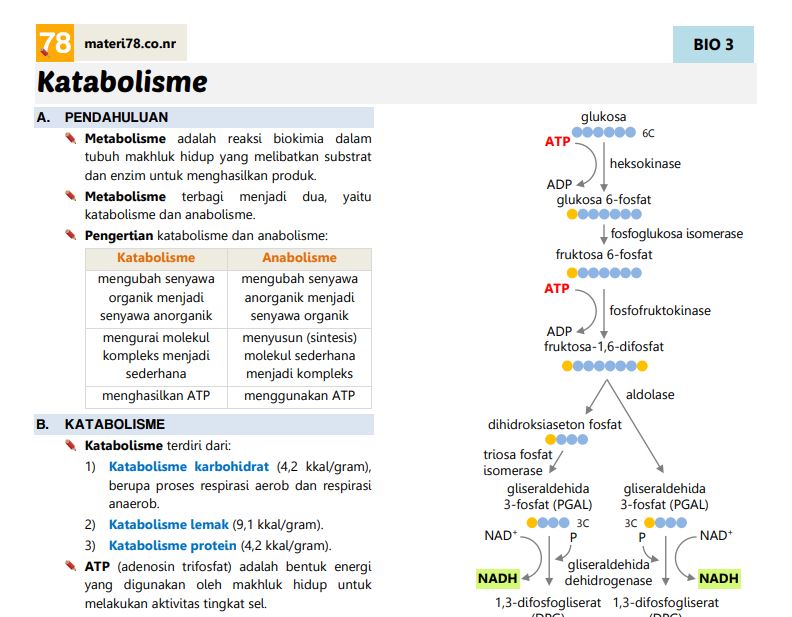 78 materi78.co.nr
BIO 3
Katabolisme
A. PENDAHULUAN
Metabolisme adalah reaksi biokimia dalam
tubuh makhluk hidup yang melibatkan substrat
dan enzim untuk menghasilkan produk.
Metabolisme terbagi menjadi dua, yaitu
katabolisme dan anabolisme.
Pengertian katabolisme dan anabolisme:
Katabolisme Anabolisme
mengubah senyawa
organik menjadi
senyawa anorganik
mengubah senyawa
anorganik menjadi
senyawa organik
mengurai molekul
kompleks menjadi
sederhana
menyusun (sintesis)
molekul sederhana
menjadi kompleks
menghasilkan ATP menggunakan ATP
B. KATABOLISME
Katabolisme terdiri dari:
1) Katabolisme karbohidrat (4,2 kkal/gram),
berupa proses respirasi aerob dan respirasi
anaerob.
2) Katabolisme lemak (9,1 kkal/gram).
3) Katabolisme protein (4,2 kkal/gram).
ATP (adenosin trifosfat) adalah bentuk energi
yang digunakan oleh makhluk hidup untuk
melakukan aktivitas tingkat sel.
glukosa
6C
ATP
heksokinase
ADP
glukosa 6-fosfat
fosfoglukosa isomerase
fruktosa 6-fosfat
ATP
fosfofruktokinase
ADP
fruktosa-1,6-difosfat
aldolase
dihidroksiaseton fosfat
triosa fosfat
isomerase
gliseraldehida
3-fosfat (PGAL)
gliseraldehida
3-fosfat (PGAL)
3C 3C
NAD+ P P NAD+
gliseraldehida
dehidrogenase
NADH NADH
1,3-difosfogliserat 1,3-difosfogliserat
(DPG) (DPG)